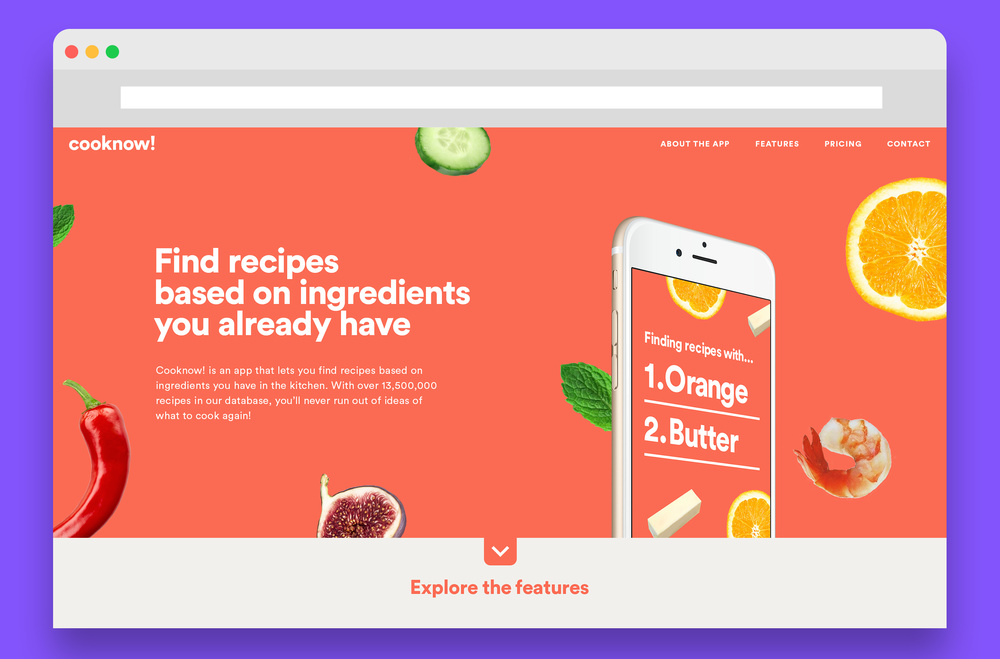 cooknow!
ABOUT THE APP FEATURES PRICING CONTACT
Find recipes
based on ingredients
you already have
Cooknow! is an app that lets you find recipes based on
ingredients you have in the kitchen. With over 13,500,000
recipes in our database, you'll never run out of ideas of
what to cook again!
Finding recipes with...
1.Orange
2.Butter
Explore the features